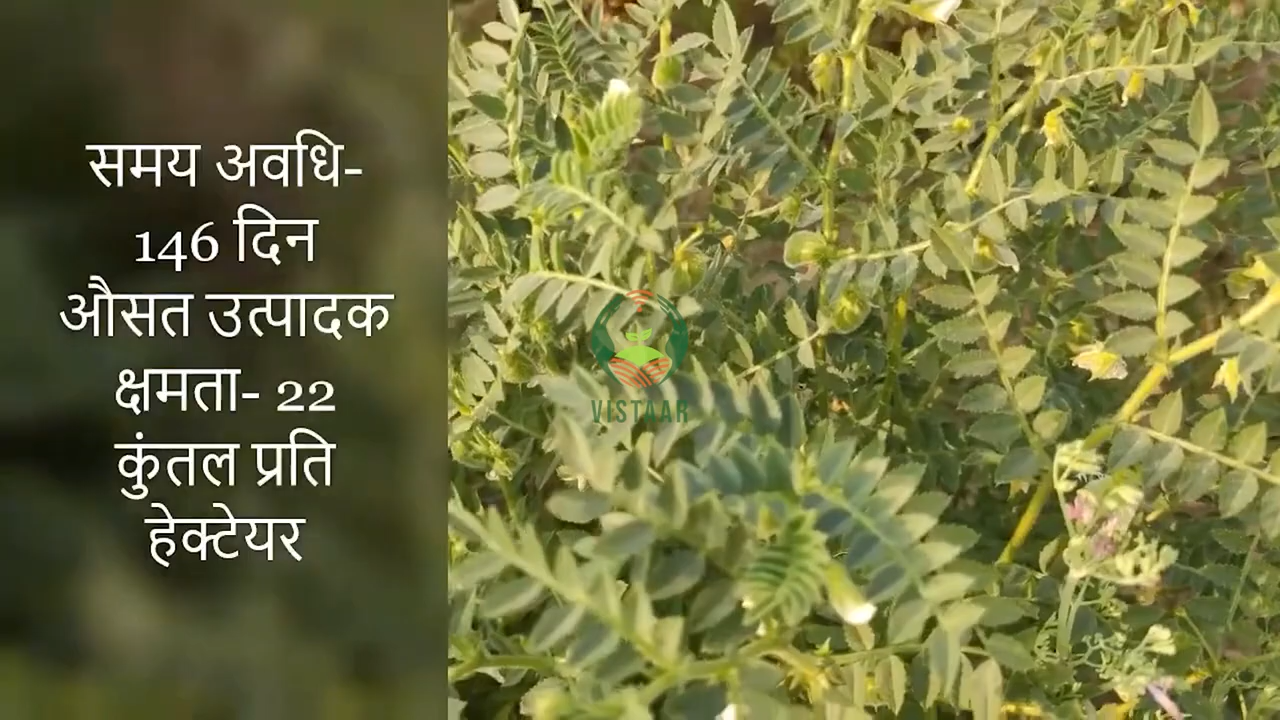 समय अवधि-
146 दिन
औसत उत्पादक
क्षमता- 22
कुंतल प्रति
हेक्टेयर
VISTAAR